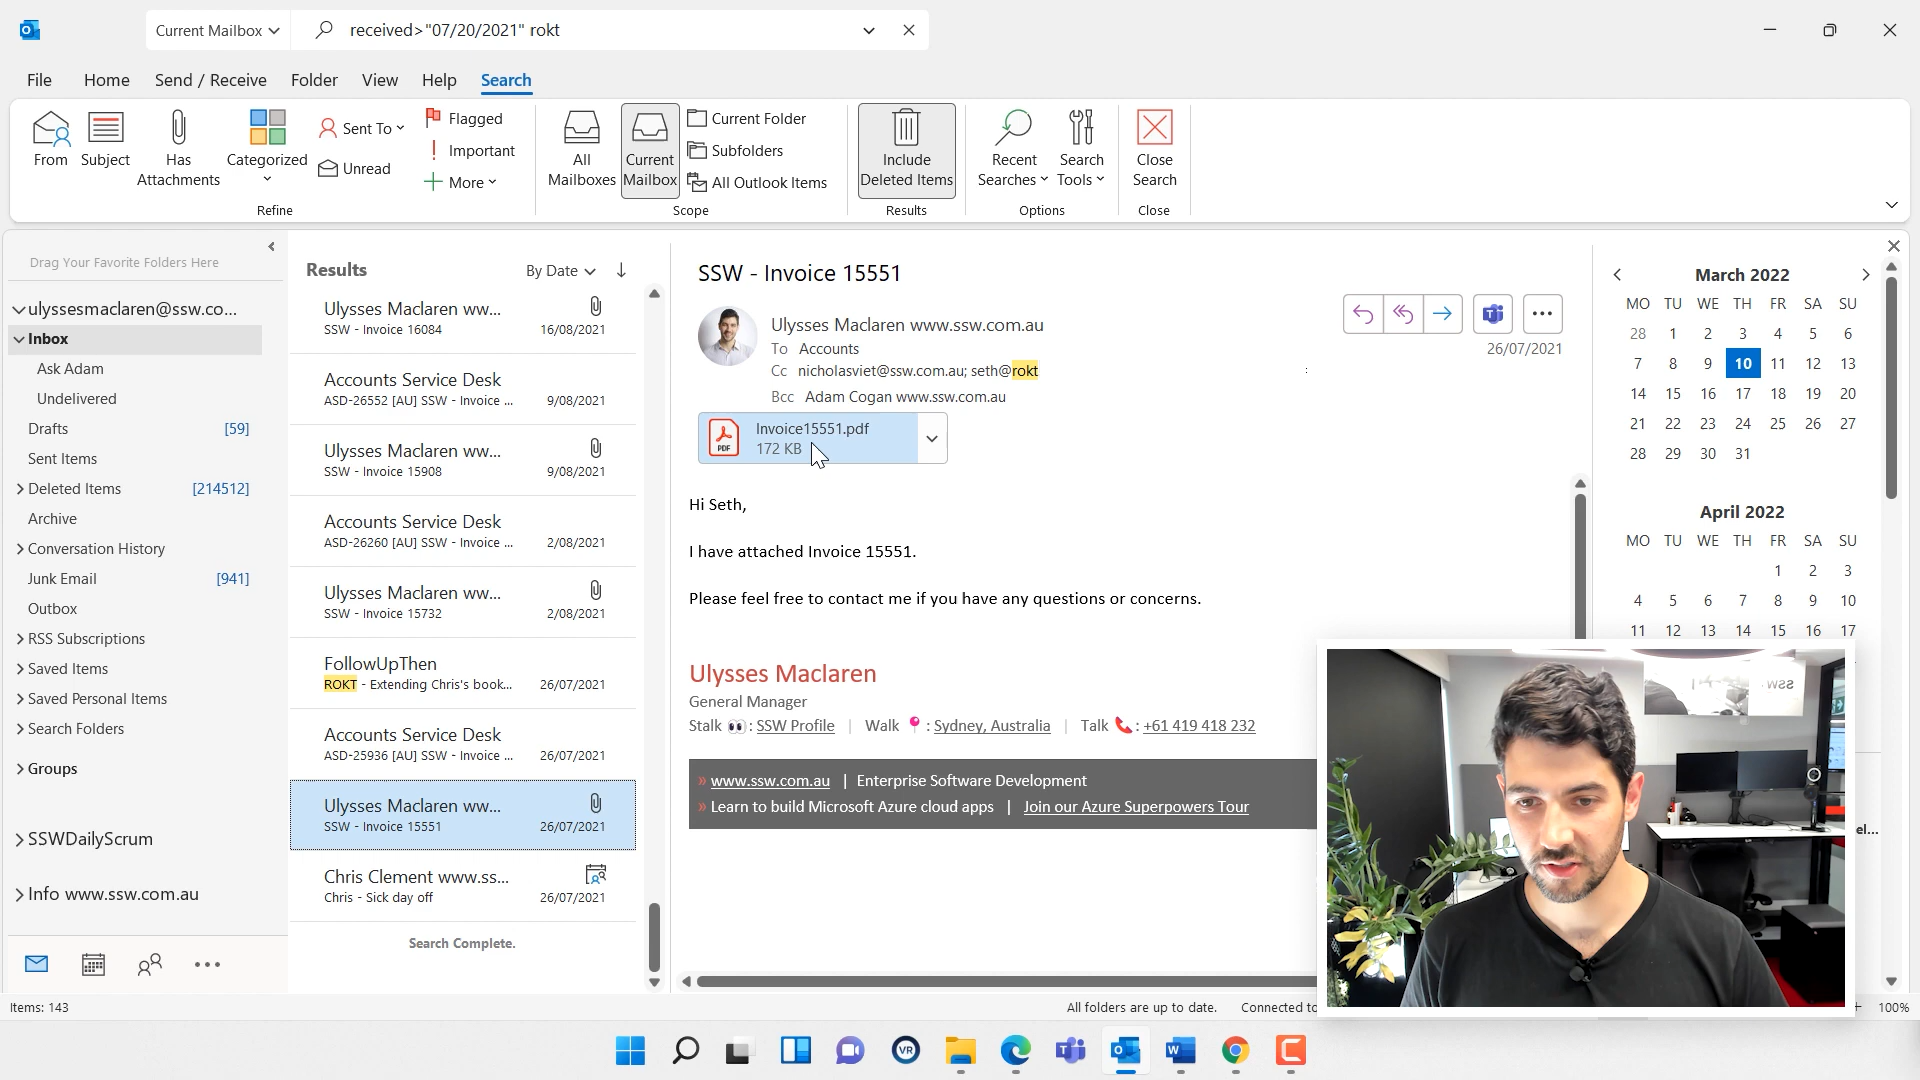 Current Mailbox
received>"07/20/2021" rokt
File Home Send / Receive Folder View Help Search
From
Subject
Has
Attachments
Categorized
Sent To
Unread
Flagged
Important
More
Refine
All
Mailboxes
Current
Mailbox
Current Folder
Subfolders
All Outlook Items
Scope
Include
Deleted Items
Results
Recent
Searches
Search
Tools
Options
Close
Search
Close
Drag Your Favorite Folders Here
ulyssesmaclaren@ssw.co...
Inbox
Ask Adam
Undelivered
Drafts [59]
Sent Items
Deleted Items [214512]
Archive
Conversation History
Junk Email [941]
Outbox
RSS Subscriptions
Saved Items
Saved Personal Items
Search Folders
Groups
SSWDailyScrum
Info www.ssw.com.au
Results By Date
Ulysses Maclaren ww...
SSW - Invoice 16084 16/08/2021
Accounts Service Desk
ASD-26552 [AU] SSW - Invoice ... 9/08/2021
Ulysses Maclaren ww...
SSW - Invoice 15908 9/08/2021
Accounts Service Desk
ASD-26260 [AU] SSW - Invoice ... 2/08/2021
Ulysses Maclaren ww...
SSW - Invoice 15732 2/08/2021
FollowUpThen
ROKT - Extending Chris's book... 26/07/2021
Accounts Service Desk
ASD-25936 [AU] SSW - Invoice ... 26/07/2021
Ulysses Maclaren ww...
SSW - Invoice 15551 26/07/2021
Chris Clement www.ss...
Chris - Sick day off 26/07/2021
Search Complete.
SSW - Invoice 15551
Ulysses Maclaren www.ssw.com.au
To Accounts
Cc nicholasviet@ssw.com.au; seth@rokt
Bcc Adam Cogan www.ssw.com.au
26/07/2021
PDF
Invoice15551.pdf
172 KB
Hi Seth,
I have attached Invoice 15551.
Please feel free to contact me if you have any questions or concerns.
Ulysses Maclaren
General Manager
Stalk 👀: SSW Profile | Walk 📍: Sydney, Australia | Talk 📞: +61 419 418 232
» www.ssw.com.au | Enterprise Software Development
» Learn to build Microsoft Azure cloud apps | Join our Azure Superpowers Tour
March 2022
MO TU WE TH FR SA SU
28 1 2 3 4 5 6
7 8 9 10 11 12 13
14 15 16 17 18 19 20
21 22 23 24 25 26 27
28 29 30 31
April 2022
MO TU WE TH FR SA SU
1 2 3
4 5 6 7 8 9 10
11 12 13 14 15 16 17
el...
Items: 143
All folders are up to date. Connected to
100%
VR